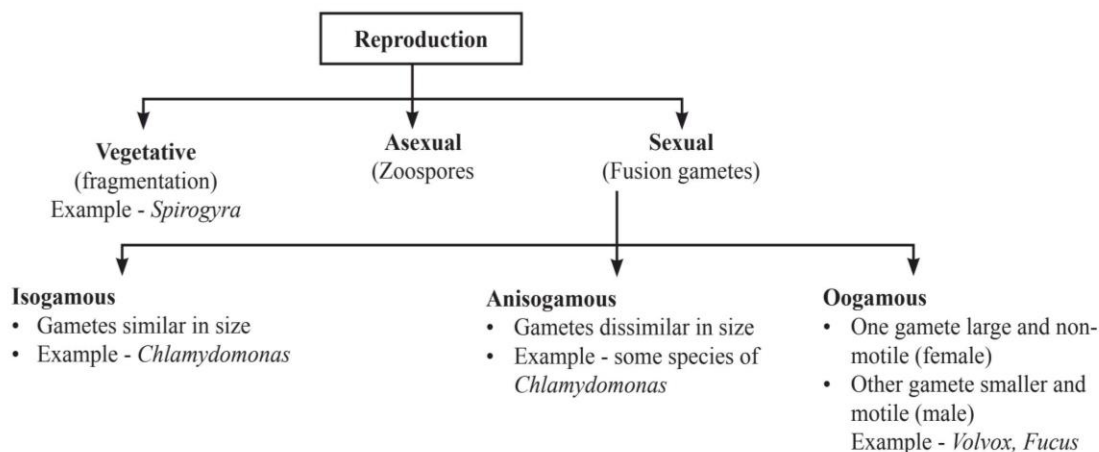 Reproduction
Vegetative
(fragmentation)
Example - Spirogyra
Asexual
(Zoospores
Sexual
(Fusion gametes)
Isogamous
• Gametes similar in size
• Example - Chlamydomonas
Anisogamous
• Gametes dissimilar in size
• Example - some species of
Chlamydomonas
Oogamous
• One gamete large and non-
motile (female)
• Other gamete smaller and
motile (male)
Example - Volvox, Fucus